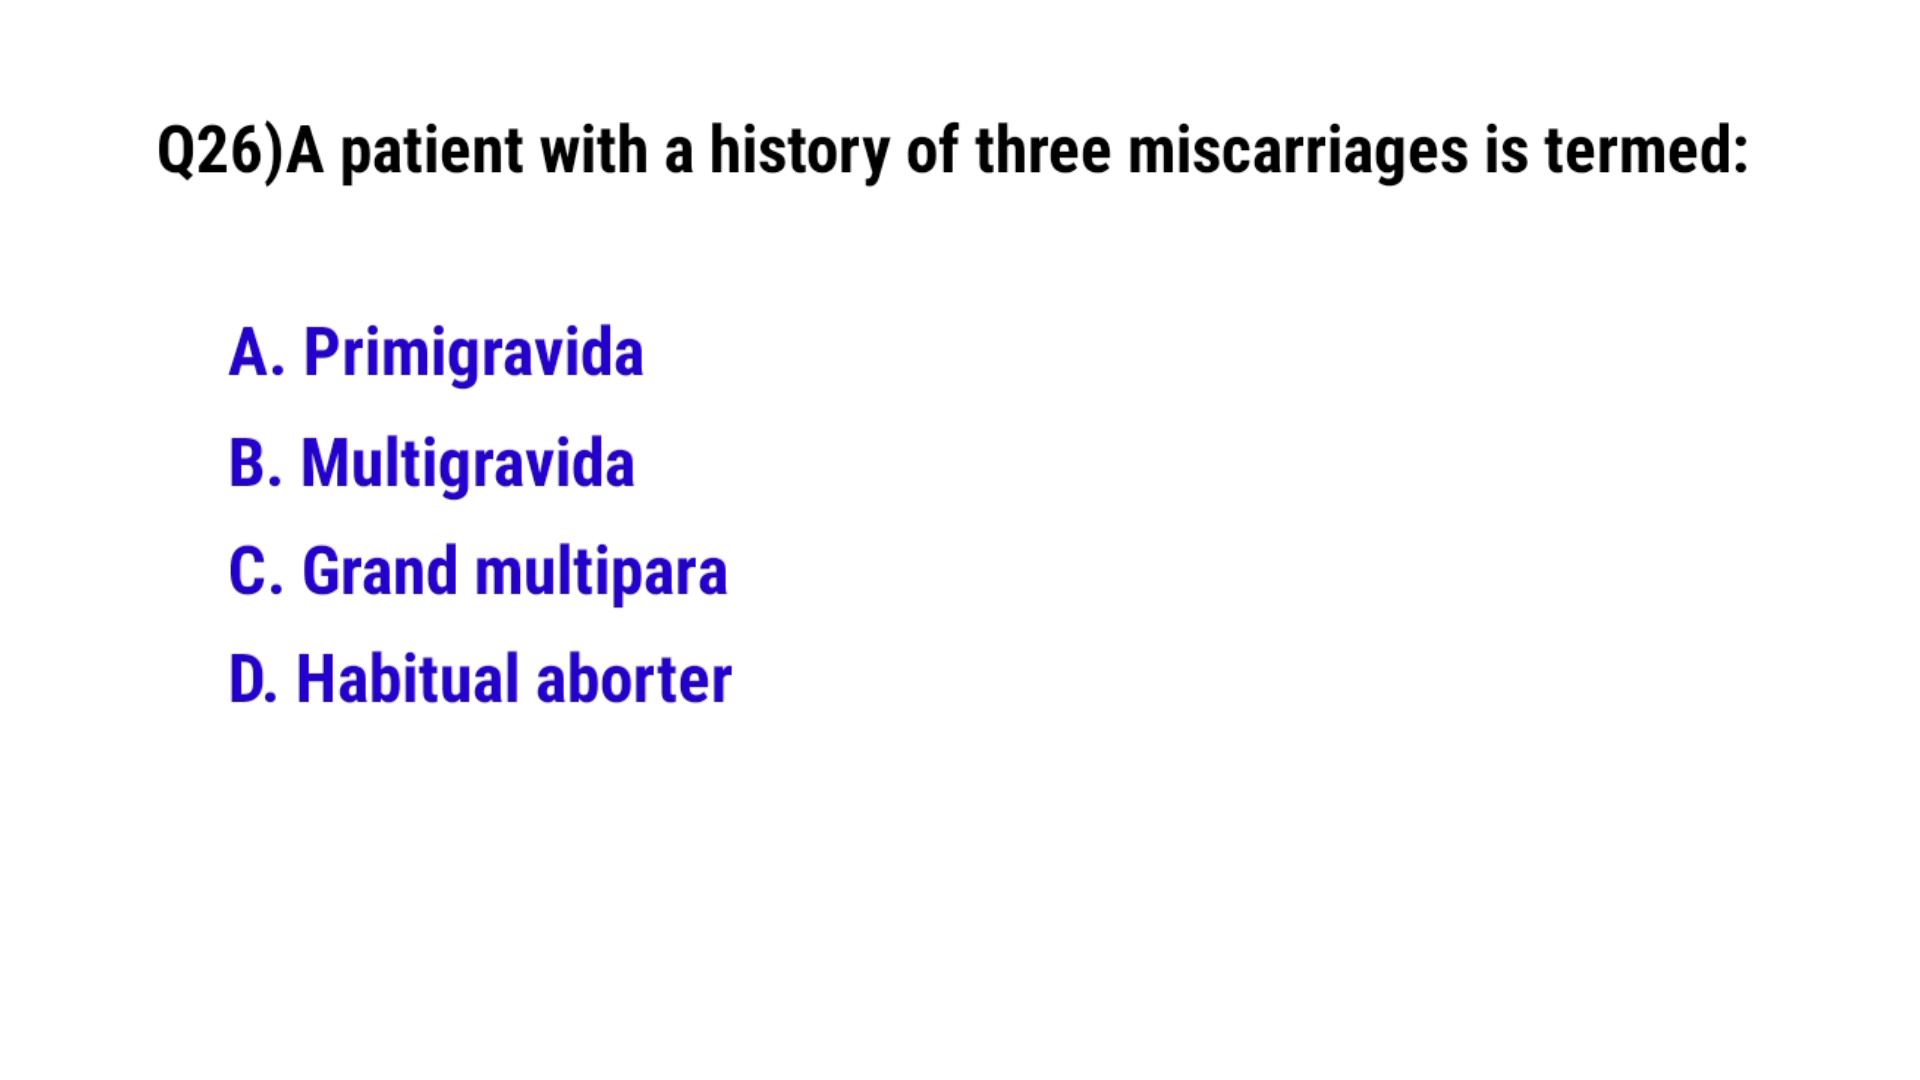 Q26)A patient with a history of three miscarriages is termed:
A. Primigravida
B. Multigravida
C. Grand multipara
D. Habitual aborter